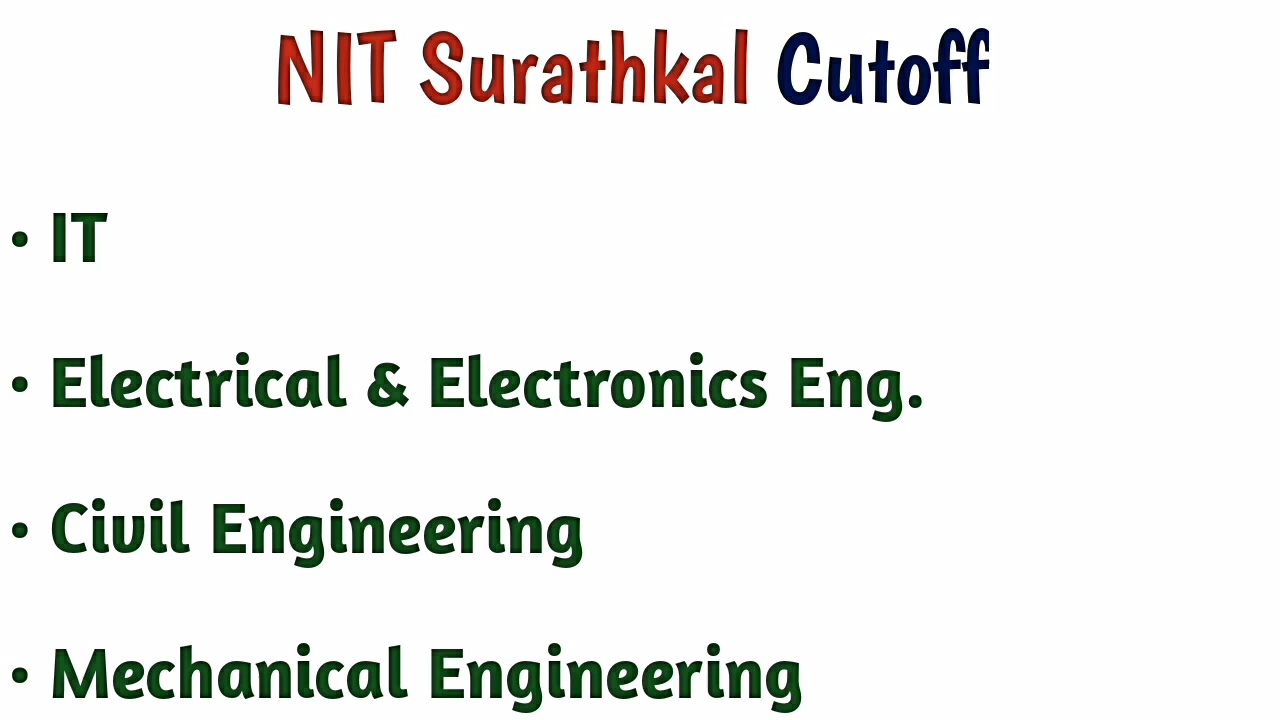 NIT Surathkal Cutoff
• IT
• Electrical & Electronics Eng.
• Civil Engineering
• Mechanical Engineering